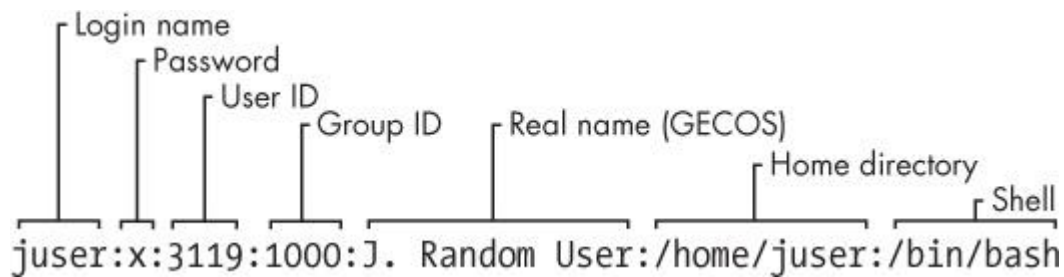 Login name
Password
User ID
Group ID
Real name (GECOS)
Home directory
Shell
juser:x:3119:1000:J. Random User:/home/juser:/bin/bash